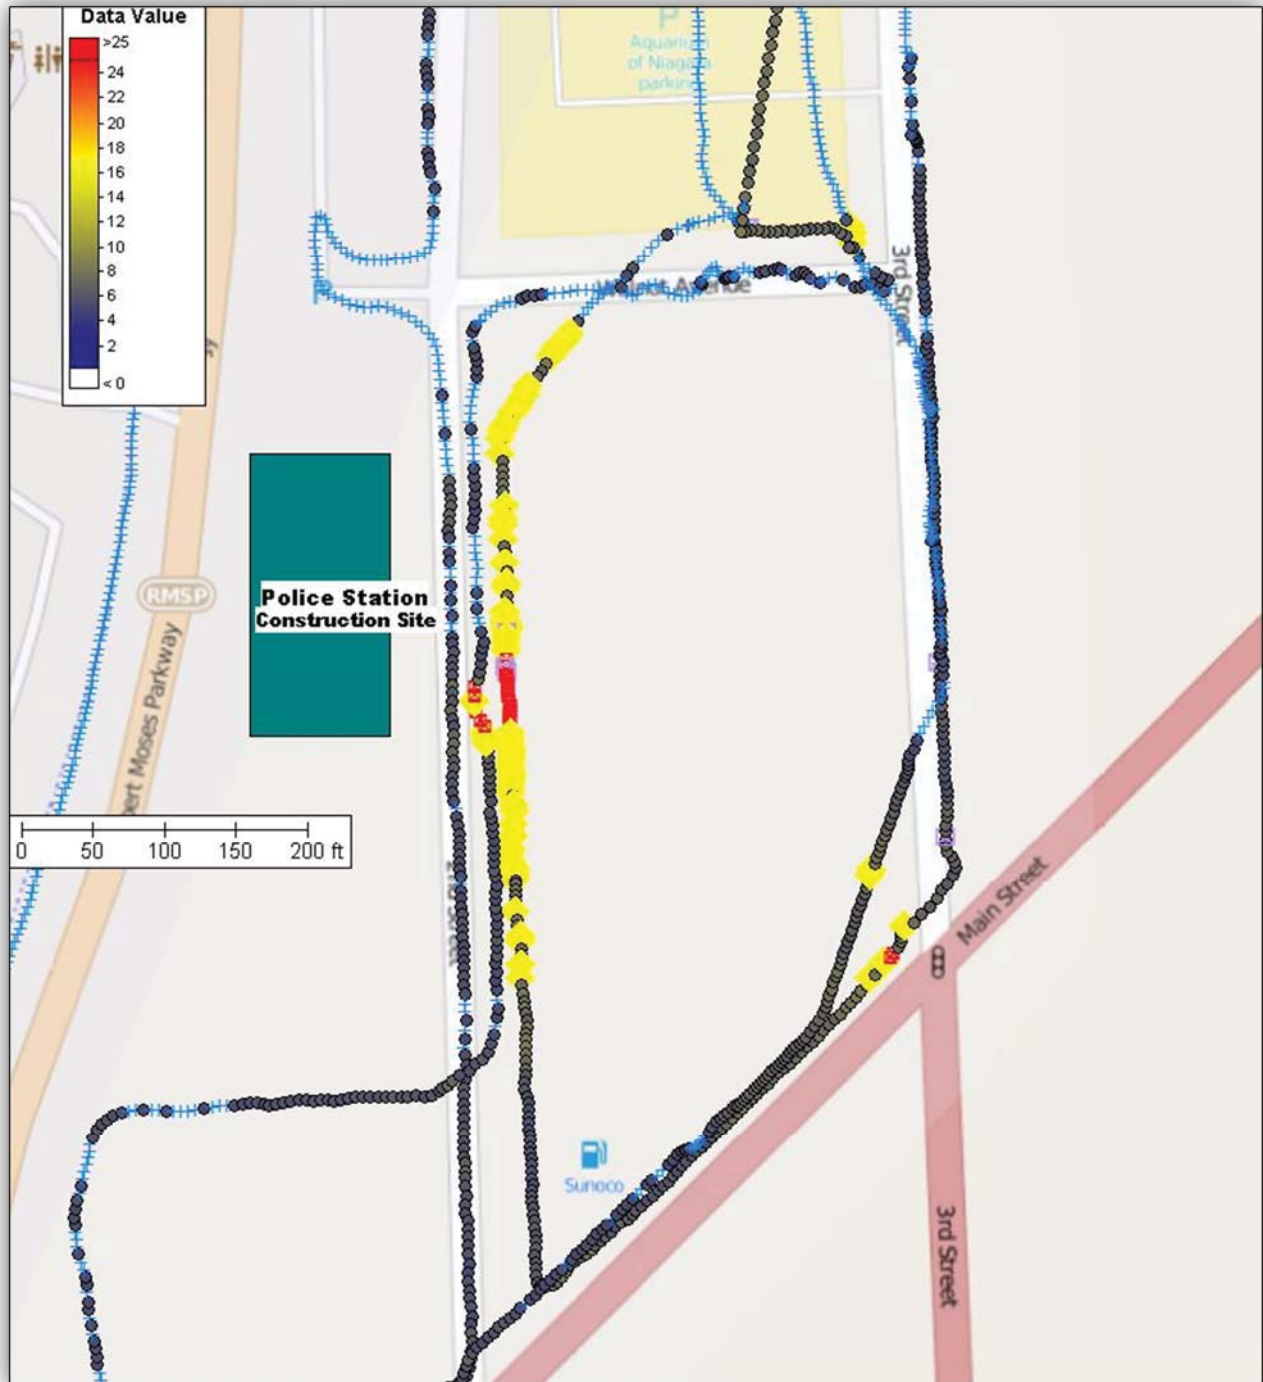 Data Value
>25
24
22
20
18
16
14
12
10
8
6
4
2
< 0
P
Aquarium
of Niagara
parking
3rd Street
Walnut Avenue
Police Station
Construction Site
RMSP
ert Moses Parkway
0 50 100 150 200 ft
Street
Main Street
Sunoco
3rd Street